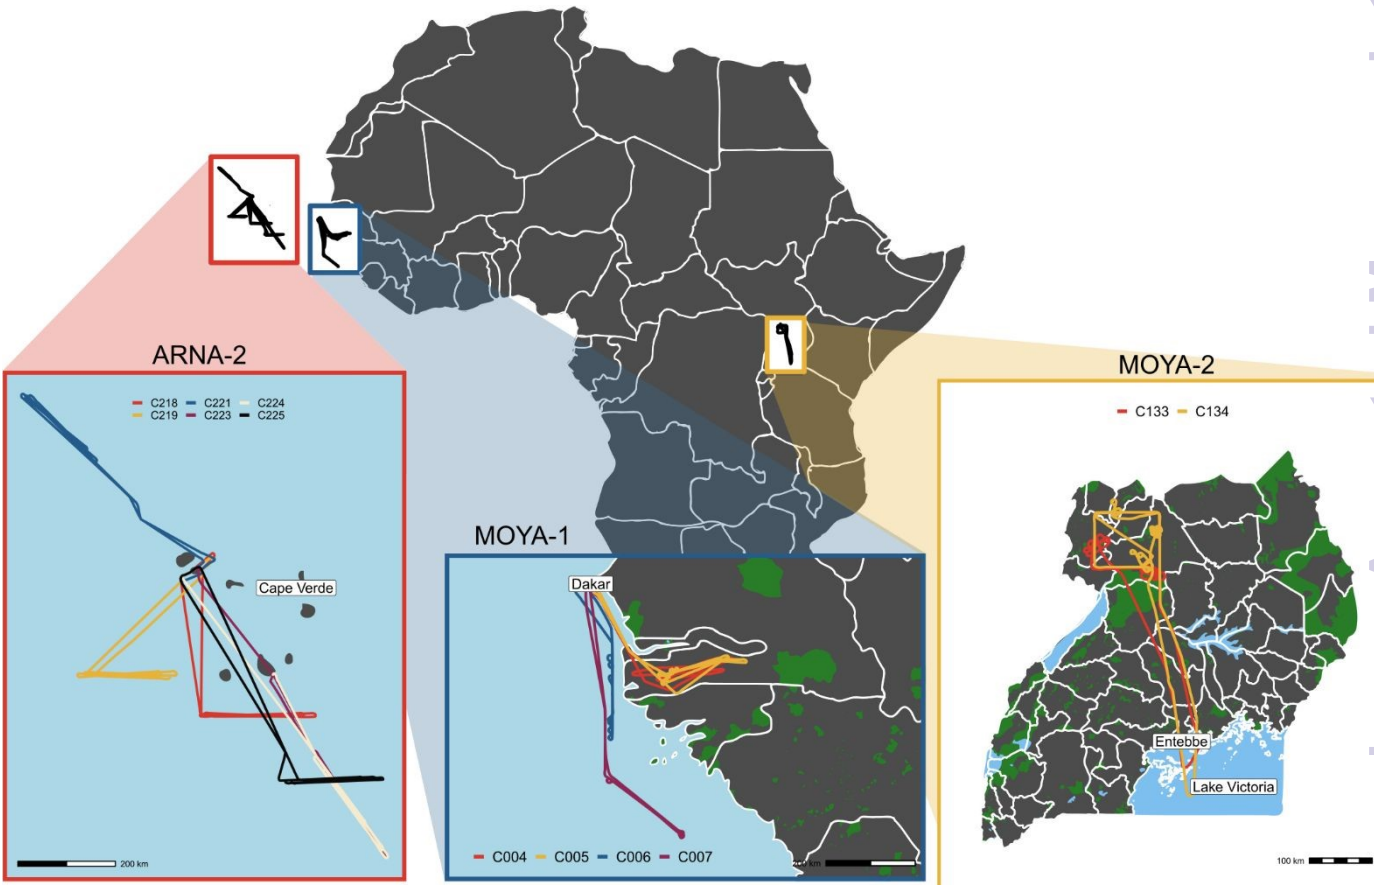 ARNA-2
C218 C221 C224
C219 C223 C225
Cape Verde
200 km
MOYA-1
Dakar
C004 C005 C006 C007
km
MOYA-2
C133 C134
Entebbe
Lake Victoria
100 km